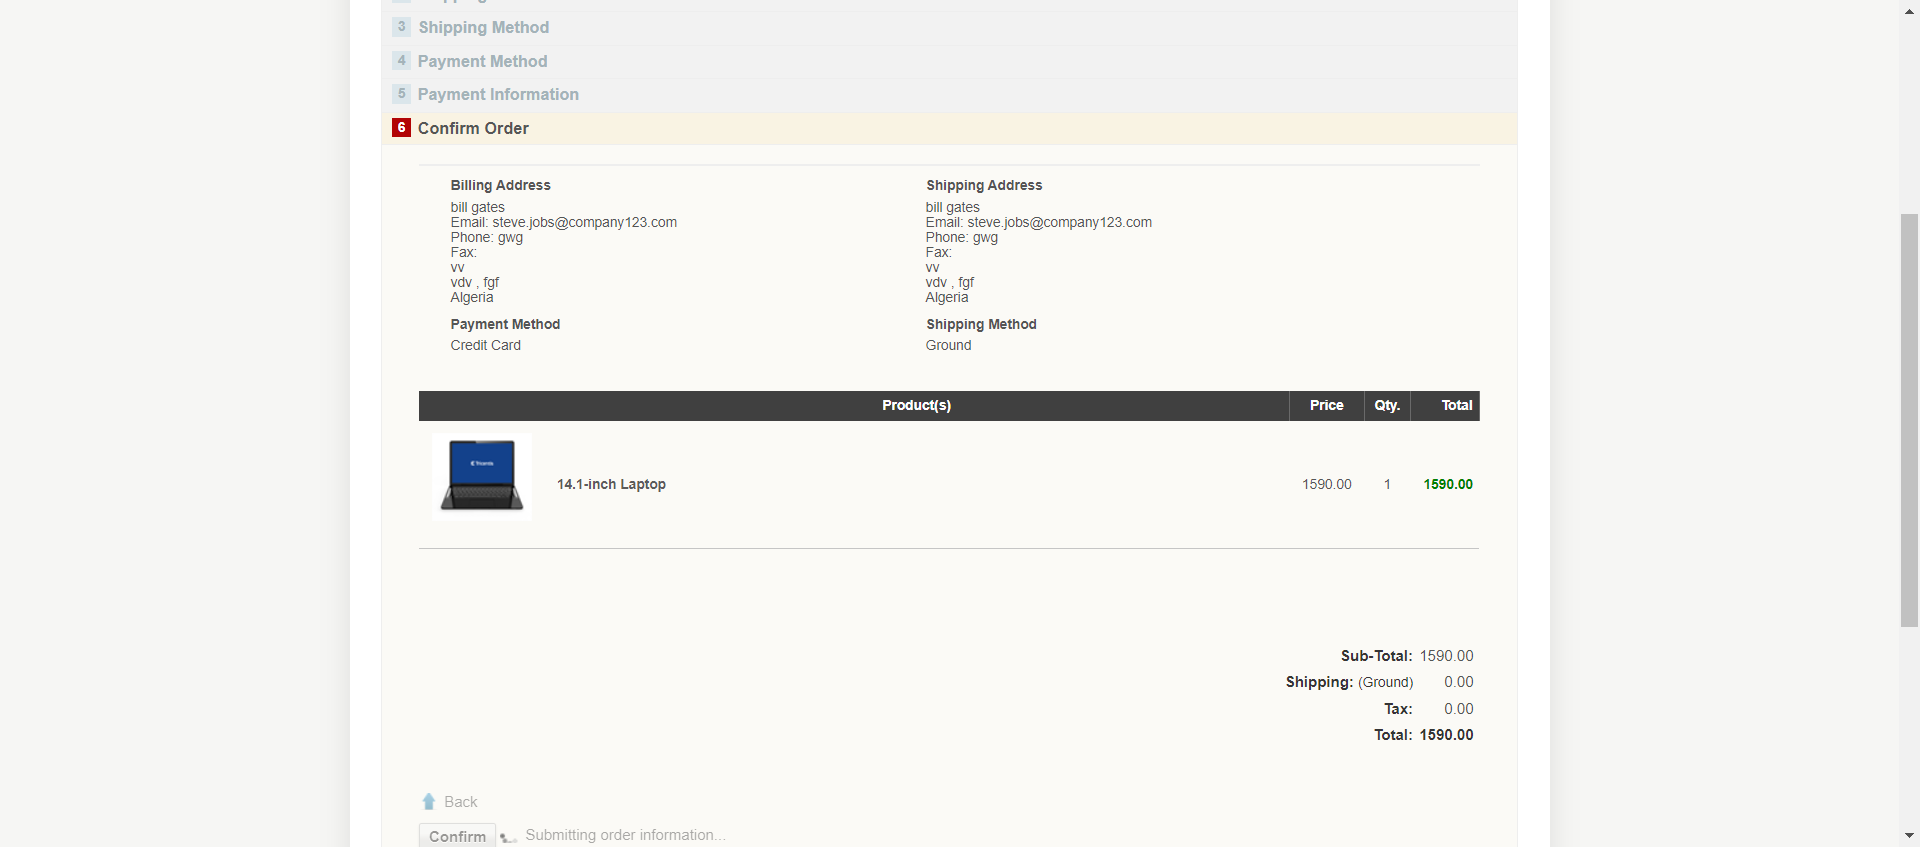 3 Shipping Method
4 Payment Method
5 Payment Information
6 Confirm Order
Billing Address
bill gates
Email: steve.jobs@company123.com
Phone: gwg
Fax:
vv
vdv , fgf
Algeria
Payment Method
Credit Card
Shipping Address
bill gates
Email: steve.jobs@company123.com
Phone: gwg
Fax:
vv
vdv , fgf
Algeria
Shipping Method
Ground
Product(s) Price Qty. Total
14.1-inch Laptop 1590.00 1 1590.00
Sub-Total: 1590.00
Shipping: (Ground) 0.00
Tax: 0.00
Total: 1590.00
Back
Confirm Submitting order information...